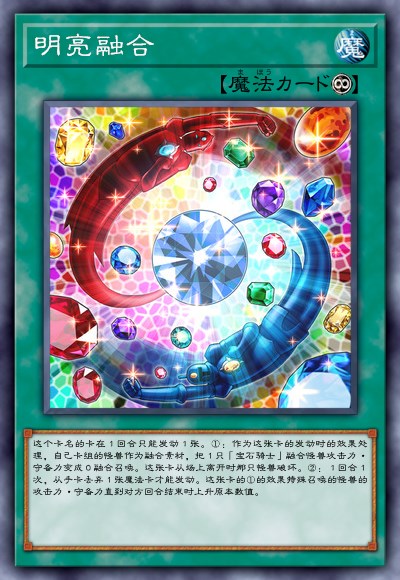 明亮融合
魔
【魔法カード】
まほう
这个卡名的卡在1回合只能发动1张。①：作为这张卡的发动时的效果处
理，自己卡组的怪兽作为融合素材，把1只「宝石骑士」融合怪兽攻击力·
守备力变成0融合召唤。这张卡从场上离开时那只怪兽破坏。②：1回合1
次，从手卡丢弃1张魔法卡才能发动。这张卡的①的效果特殊召唤的怪兽的
攻击力·守备力直到对方回合结束时上升原本数值。